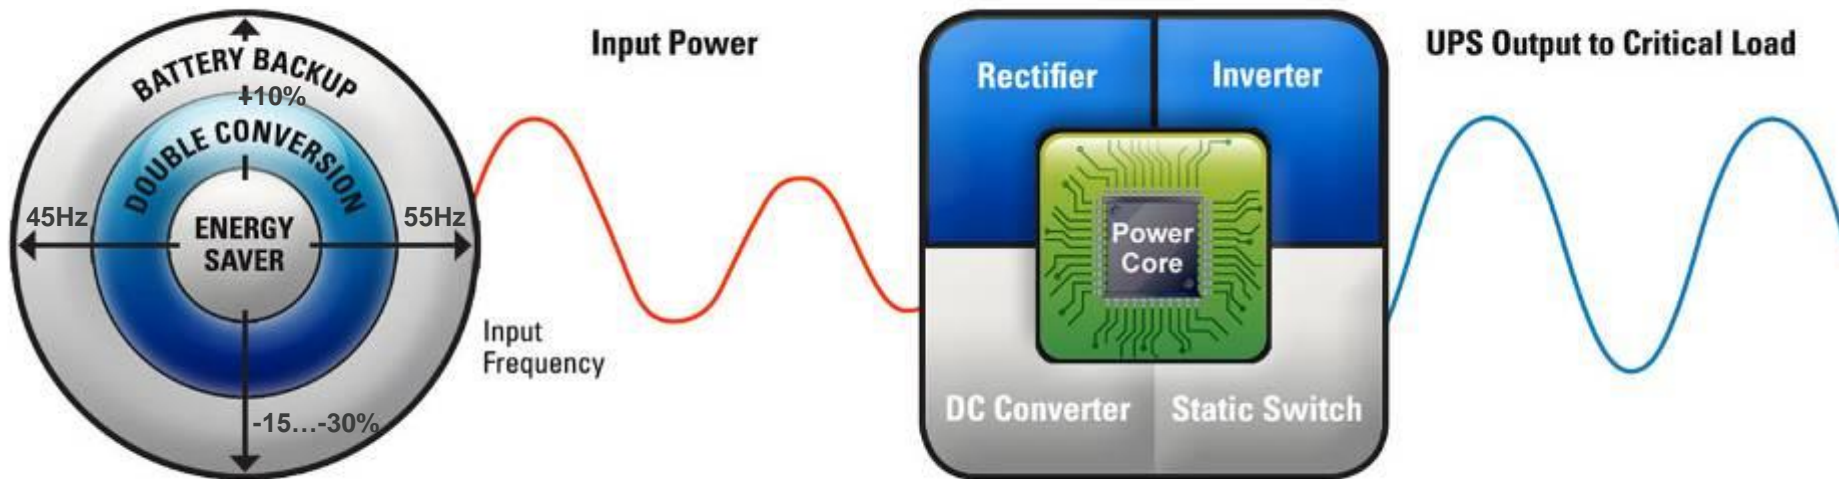 BATTERY BACKUP
+10%
DOUBLE CONVERSION
45Hz
55Hz
ENERGY
SAVER
-15...-30%
Input Power
Input
Frequency
Rectifier
Inverter
Power
Core
DC Converter
Static Switch
UPS Output to Critical Load